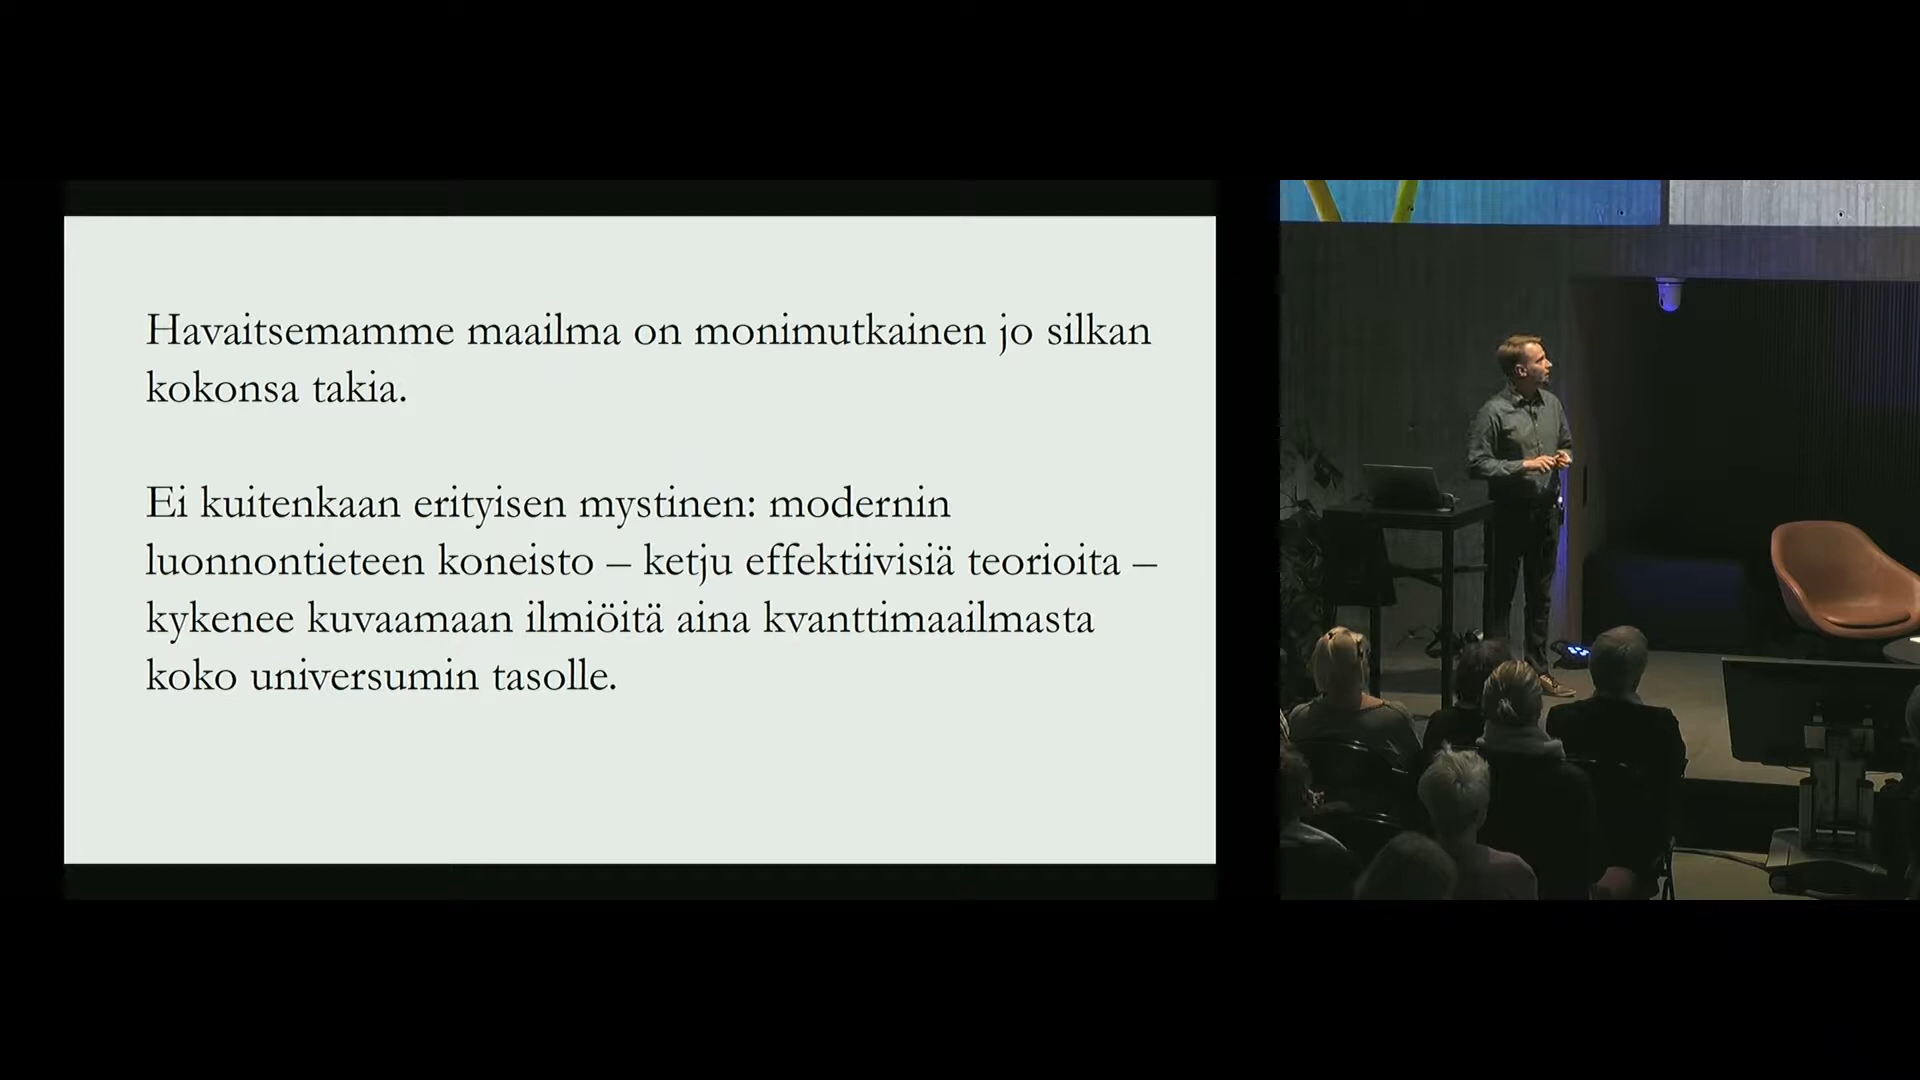 Havaitsemamme maailma on monimutkainen jo silkan
kokonsa takia.
Ei kuitenkaan erityisen mystinen: modernin
luonnontieteen koneisto – ketju effektiivisiä teorioita –
kykenee kuvaamaan ilmiöitä aina kvanttimaailmasta
koko universumin tasolle.